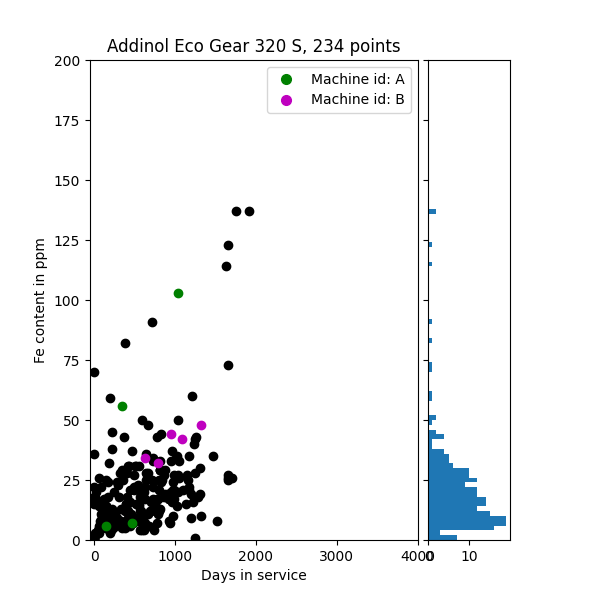 Addinol Eco Gear 320 S, 234 points
Machine id: A
Machine id: B
Fe content in ppm
200
175
150
125
100
75
50
25
0
0 1000 2000 3000 4000
0 10
Days in service